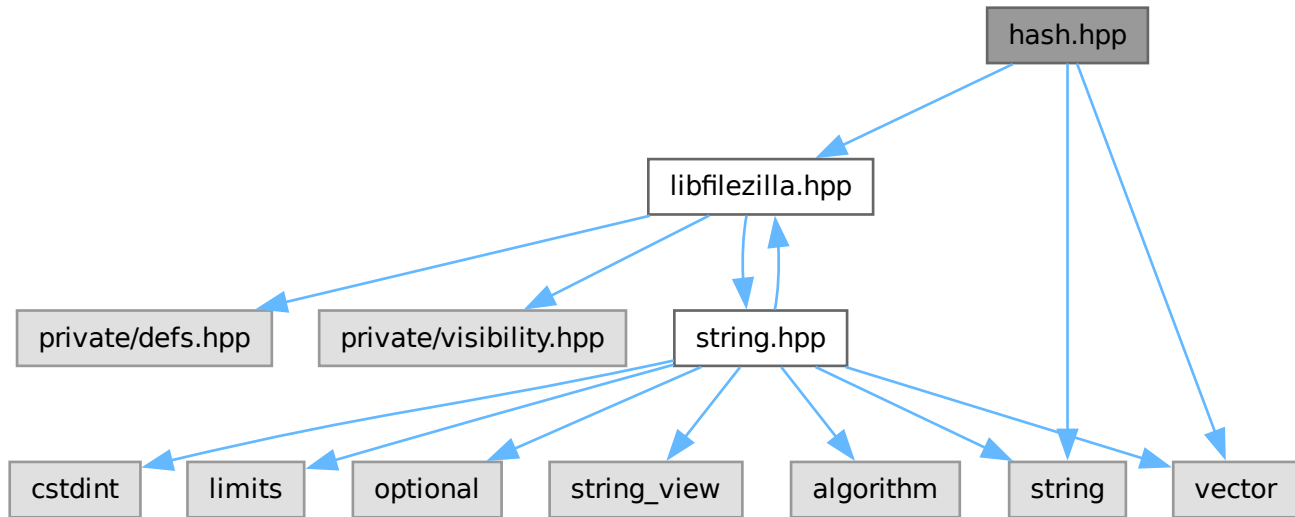 hash.hpp
libfilezilla.hpp
private/defs.hpp
private/visibility.hpp
string.hpp
cstdint
limits
optional
string_view
algorithm
string
vector